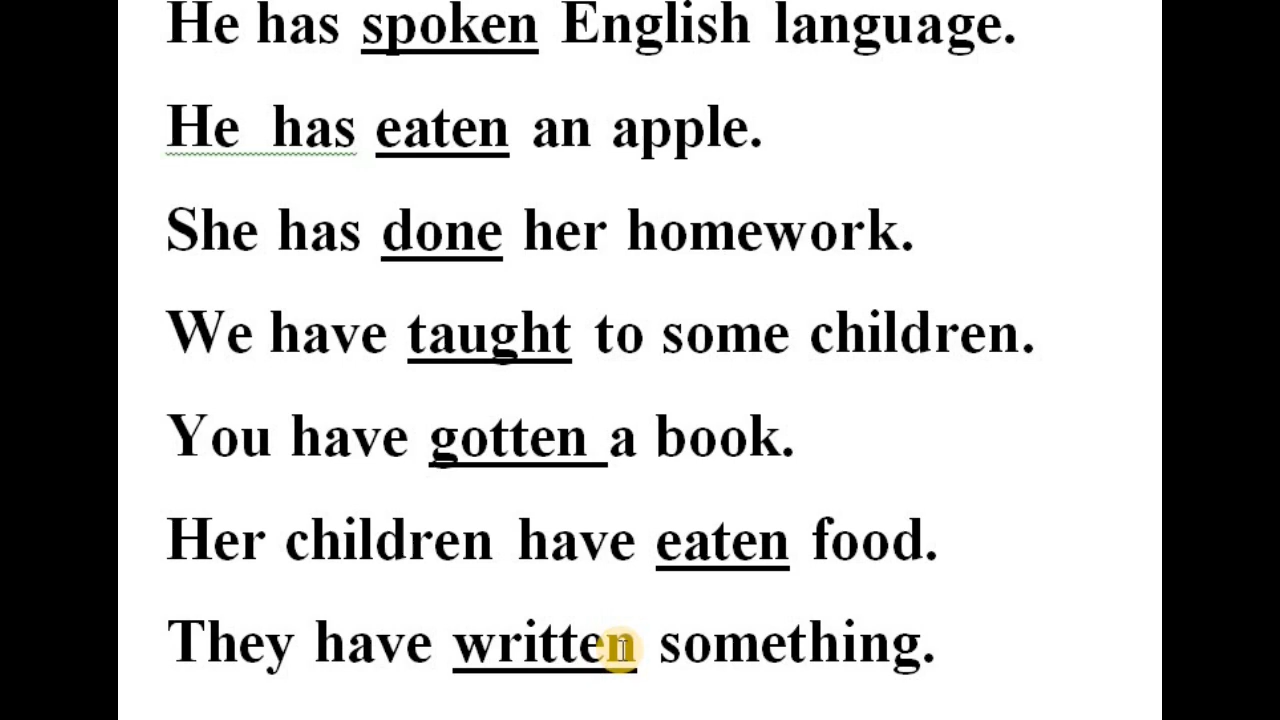 He has spoken English language.
He has eaten an apple.
She has done her homework.
We have taught to some children.
You have gotten a book.
Her children have eaten food.
They have written something.